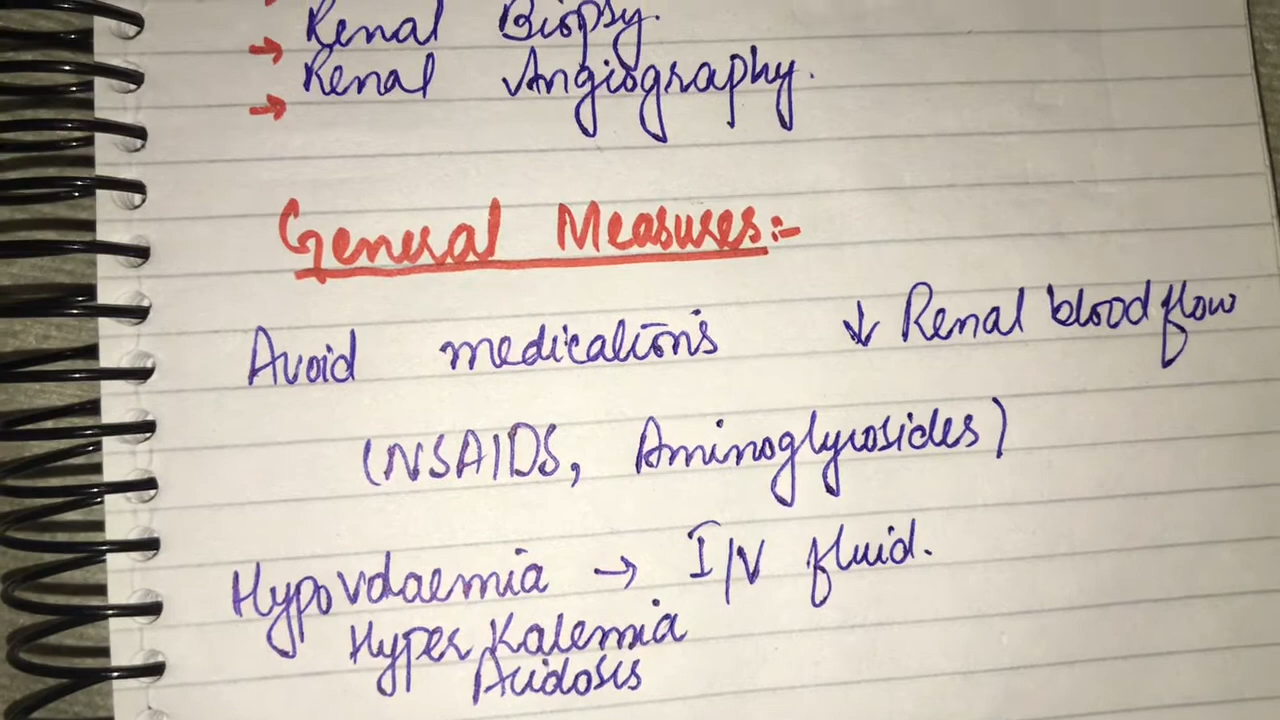 → Renal Biopsy.
→ Renal Angiography.
General Measures:-
Avoid medications ↓ Renal blood flow
(NSAIDS, Aminoglycosides)
Hypovolaemia → I/V fluid.
Hyper Kalemia
Acidosis